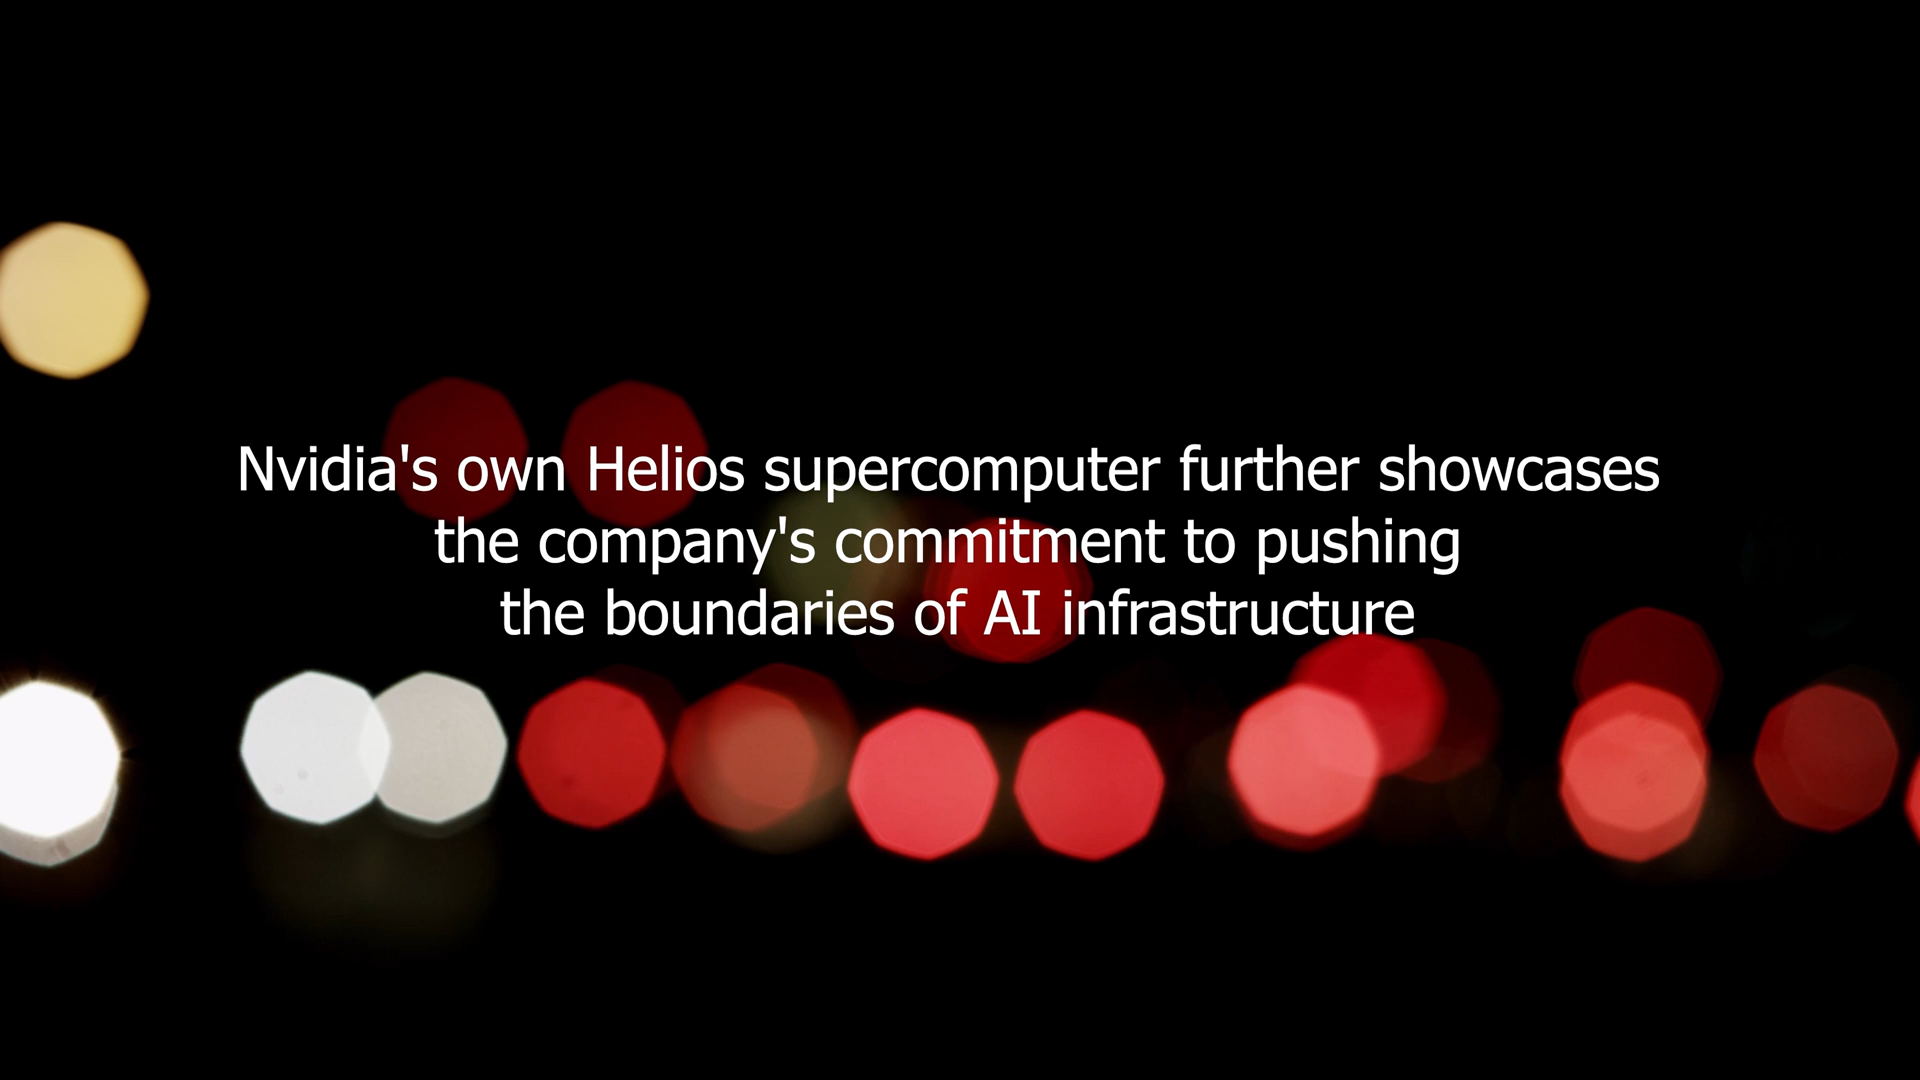 Nvidia's own Helios supercomputer further showcases
the company's commitment to pushing
the boundaries of AI infrastructure